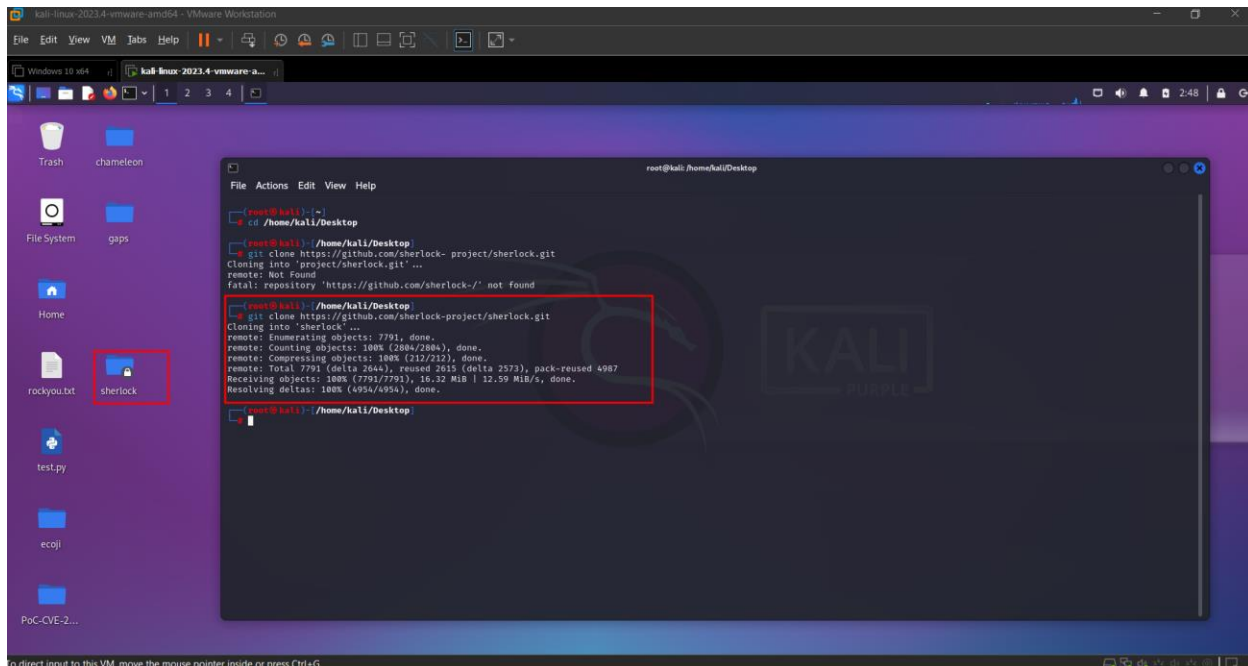 kali-linux-2023.4-vmware-amd64 - VMware Workstation
File Edit View VM Tabs Help
Windows 10 x64 kali-linux-2023.4-vmware-a...
1 2 3 4 2:48
Trash chameleon
root@kali: /home/kali/Desktop
File Actions Edit View Help
(root@kali)-[~]
# cd /home/kali/Desktop
File System gaps
(root@kali)-[/home/kali/Desktop]
# git clone https://github.com/sherlock- project/sherlock.git
Cloning into 'project/sherlock.git'...
remote: Not Found
fatal: repository 'https://github.com/sherlock-/' not found
Home
(root@kali)-[/home/kali/Desktop]
# git clone https://github.com/sherlock-project/sherlock.git
Cloning into 'sherlock'...
remote: Enumerating objects: 7791, done.
remote: Counting objects: 100% (2804/2804), done.
remote: Compressing objects: 100% (212/212), done.
remote: Total 7791 (delta 2644), reused 2615 (delta 2573), pack-reused 4987
Receiving objects: 100% (7791/7791), 16.32 MiB | 12.59 MiB/s, done.
Resolving deltas: 100% (4954/4954), done.
rockyou.txt sherlock
(root@kali)-[/home/kali/Desktop]
#
KALI
PURPLE
test.py
ecoji
PoC-CVE-2...
To direct input to this VM, move the mouse pointer inside or press Ctrl+G.